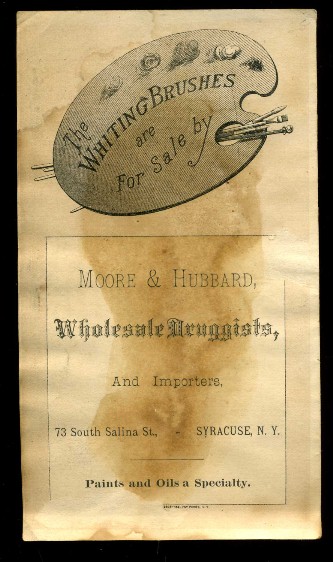 The
WHITING BRUSHES
are
For Sale by
MOORE & HUBBARD,
Wholesale Druggists,
And Importers,
73 South Salina St., - SYRACUSE, N. Y.
Paints and Oils a Specialty.